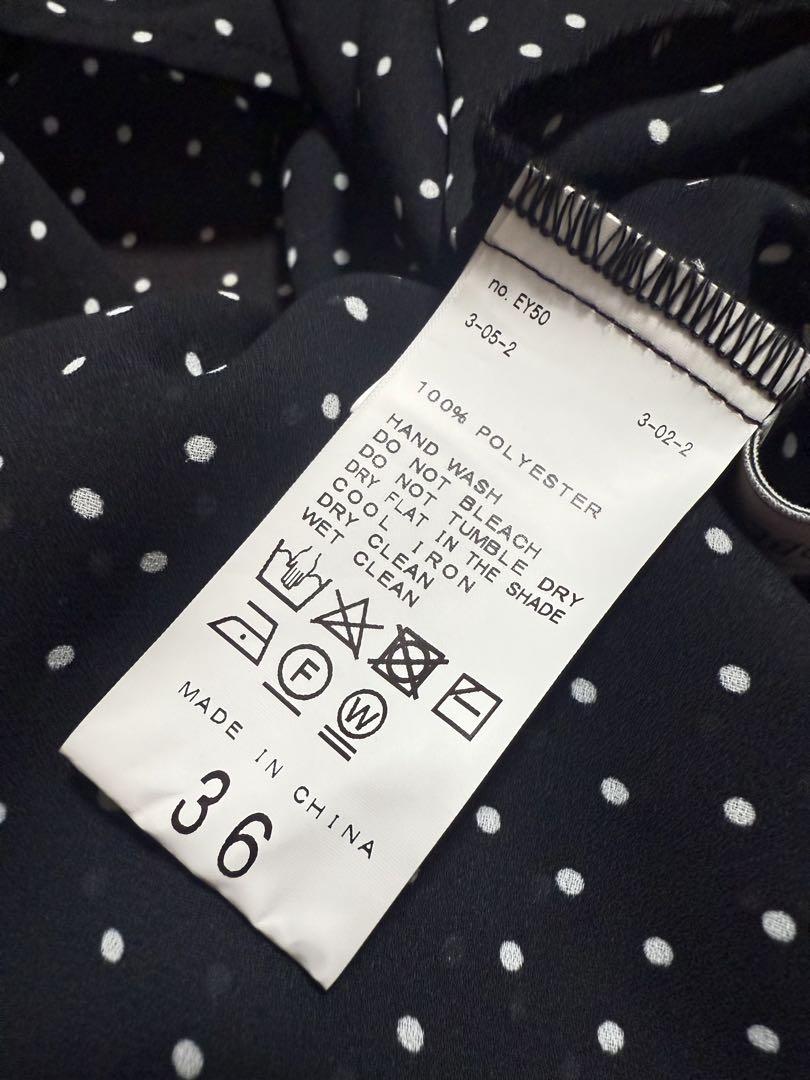 no. EY50
3-05-2
3-02-2
100% POLYESTER
HAND WASH
DO NOT BLEACH
DO NOT TUMBLE DRY
DRY FLAT IN THE SHADE
COOL IRON
DRY CLEAN
WET CLEAN
F
W
MADE IN CHINA
36